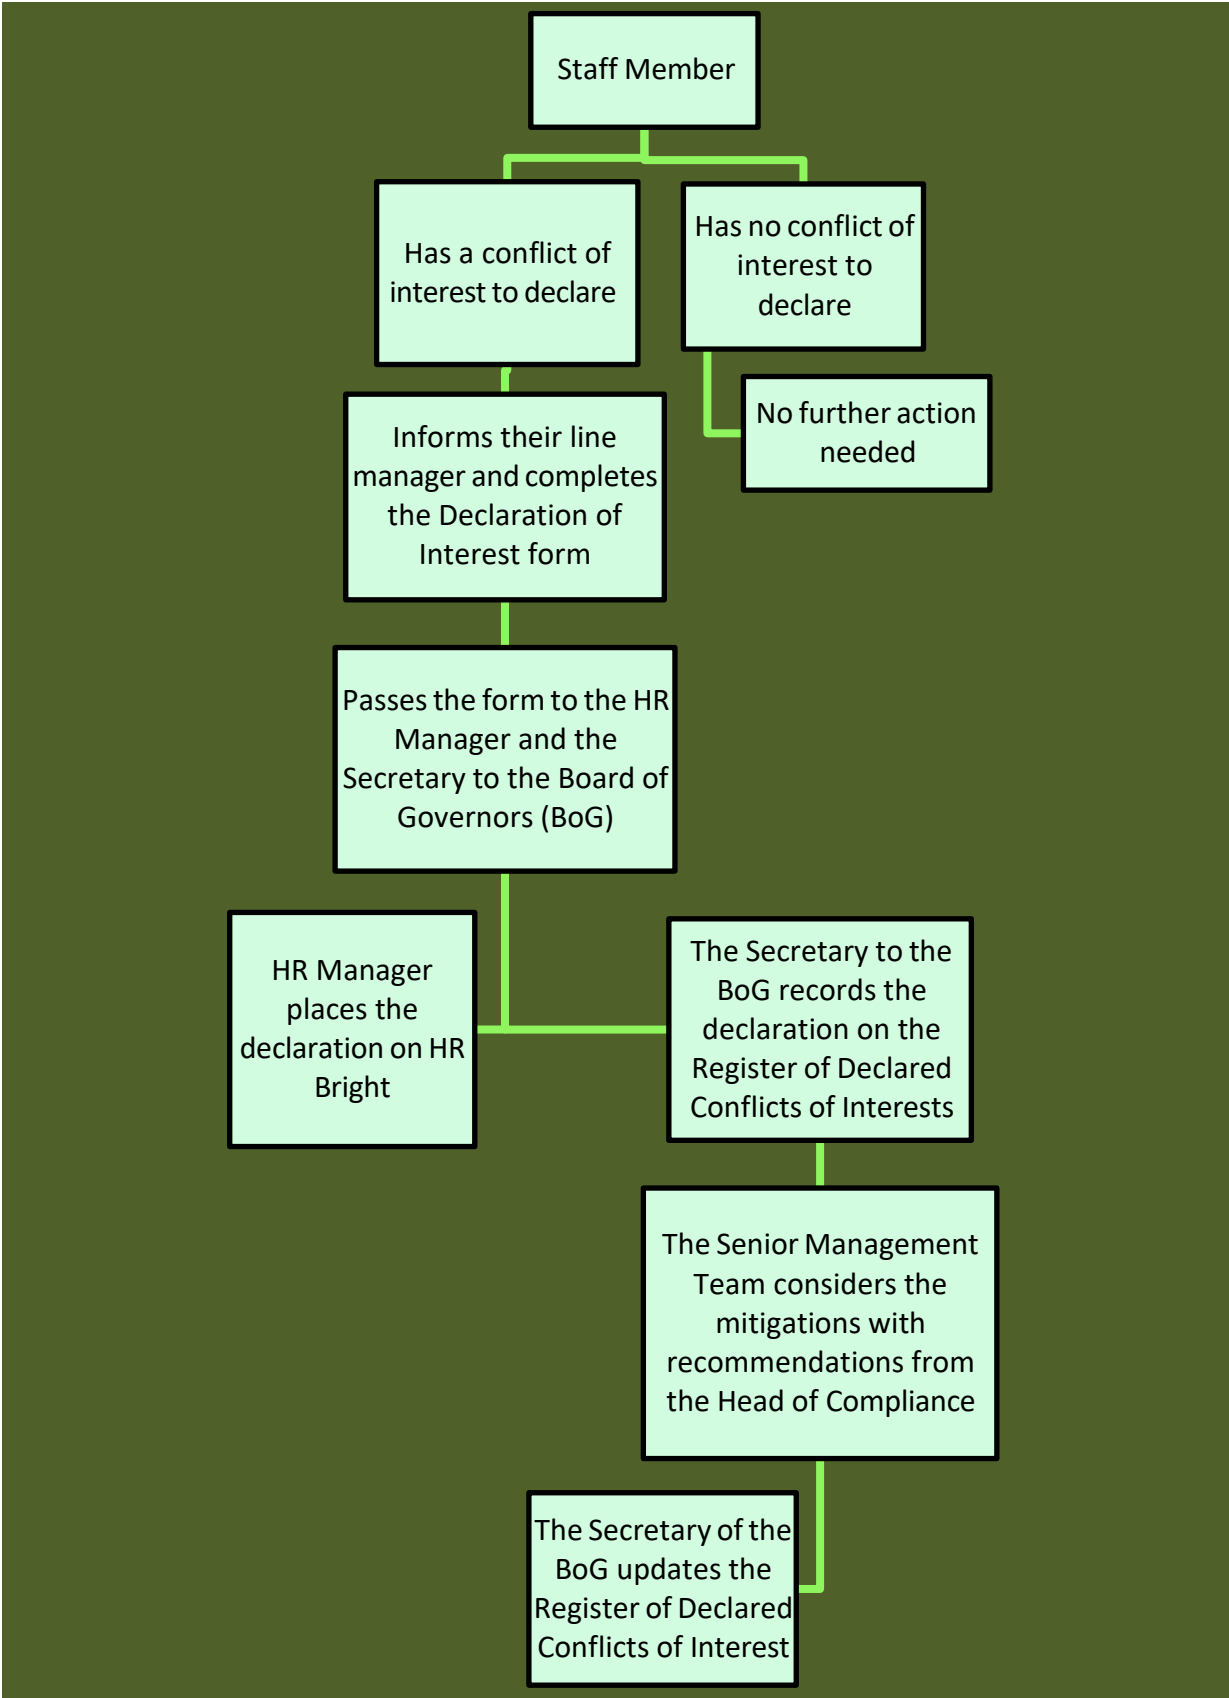 Staff Member
Has a conflict of
interest to declare
Has no conflict of
interest to
declare
No further action
needed
Informs their line
manager and completes
the Declaration of
Interest form
Passes the form to the HR
Manager and the
Secretary to the Board of
Governors (BoG)
HR Manager
places the
declaration on HR
Bright
The Secretary to the
BoG records the
declaration on the
Register of Declared
Conflicts of Interests
The Senior Management
Team considers the
mitigations with
recommendations from
the Head of Compliance
The Secretary of the
BoG updates the
Register of Declared
Conflicts of Interest